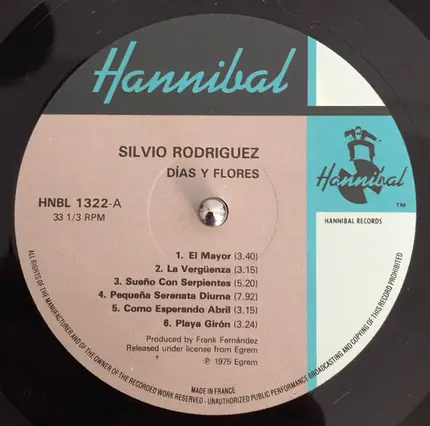 Hannibal
SILVIO RODRIGUEZ
DÍAS Y FLORES
HNBL 1322-A
33 1/3 RPM
Hannibal
TM
HANNIBAL RECORDS
1. El Mayor (3.40)
2. La Vergüenza (3.15)
3. Sueño Con Serpientes (5.20)
4. Pequeña Serenata Diurna (7.92)
5. Como Esperando Abril (3.15)
6. Playa Girón (3.24)
Produced by Frank Fernández
Released under license from Egrem
℗ 1975 Egrem
MADE IN FRANCE
ALL RIGHTS OF THE MANUFACTURER AND OF THE OWNER OF THE RECORDED WORK RESERVED - UNAUTHORIZED PUBLIC PERFORMANCE BROADCASTING AND COPYING OF THIS RECORD PROHIBITED